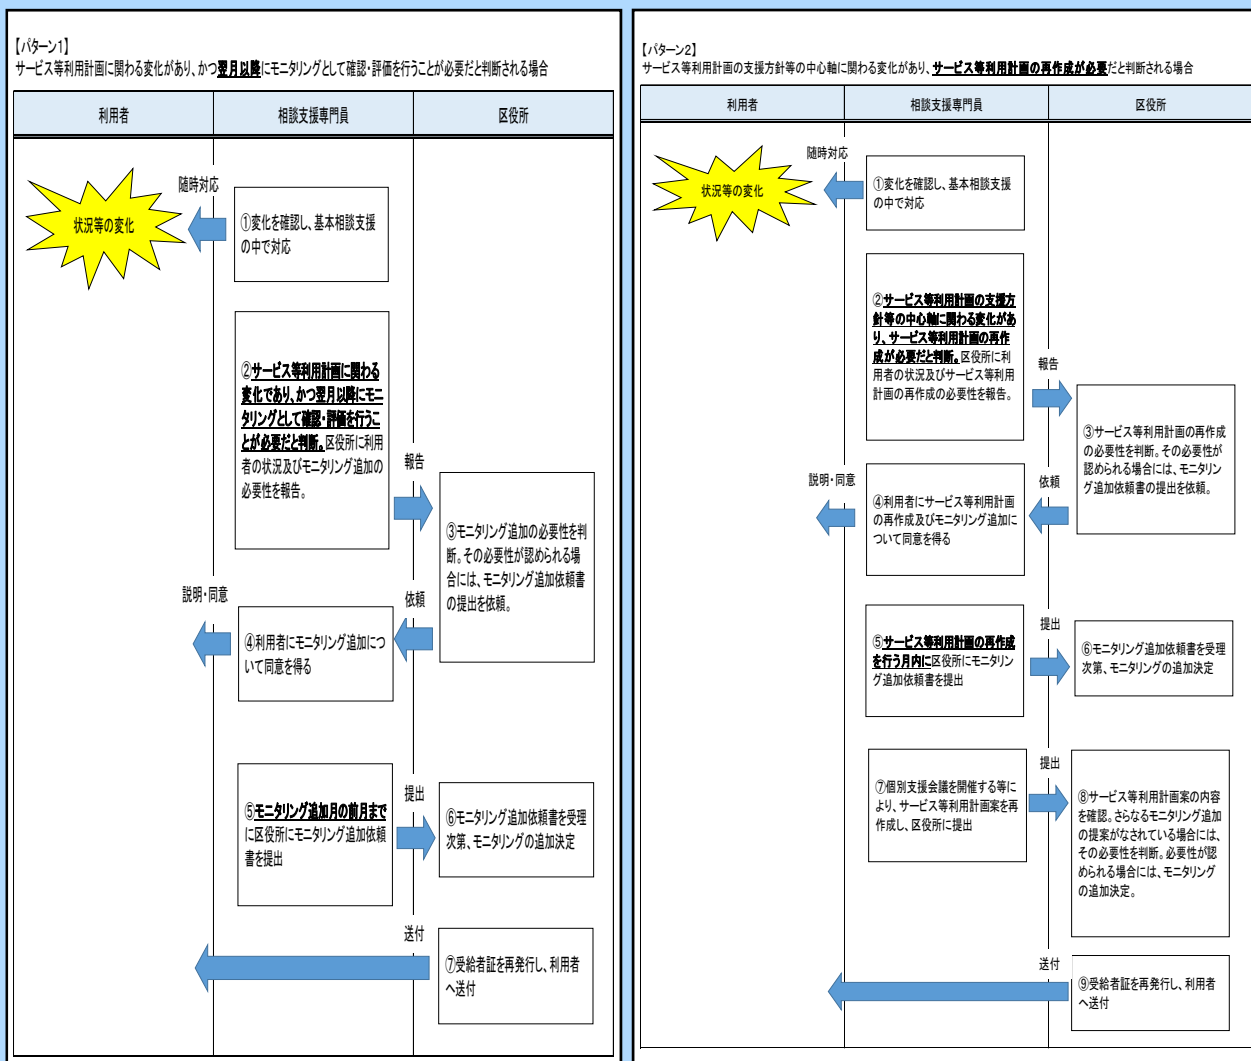 【パターン1】
サービス等利用計画に関わる変化があり、かつ翌月以降にモニタリングとして確認・評価を行うことが必要だと判断される場合
利用者
相談支援専門員
区役所
状況等の変化
随時対応
①変化を確認し、基本相談支援
の中で対応
②サービス等利用計画に関わる
変化であり、かつ翌月以降にモニ
タリングとして確認・評価を行うこ
とが必要だと判断。区役所に利用
者の状況及びモニタリング追加の
必要性を報告。
報告
③モニタリング追加の必要性を判
断。その必要性が認められる場
合には、モニタリング追加依頼書
の提出を依頼。
依頼
説明・同意
④利用者にモニタリング追加につ
いて同意を得る
⑤モニタリング追加月の前月まで
に区役所にモニタリング追加依頼
書を提出
提出
⑥モニタリング追加依頼書を受理
次第、モニタリングの追加決定
送付
⑦受給者証を再発行し、利用者
へ送付
【パターン2】
サービス等利用計画の支援方針等の中心軸に関わる変化があり、サービス等利用計画の再作成が必要だと判断される場合
利用者
相談支援専門員
区役所
状況等の変化
随時対応
①変化を確認し、基本相談支援
の中で対応
②サービス等利用計画の支援方
針等の中心軸に関わる変化があ
り、サービス等利用計画の再作
成が必要だと判断。区役所に利
用者の状況及びサービス等利用
計画の再作成の必要性を報告。
報告
③サービス等利用計画の再作成
の必要性を判断。その必要性が
認められる場合には、モニタリン
グ追加依頼書の提出を依頼。
依頼
説明・同意
④利用者にサービス等利用計画
の再作成及びモニタリング追加に
ついて同意を得る
⑤サービス等利用計画の再作成
を行う月内に区役所にモニタリン
グ追加依頼書を提出
提出
⑥モニタリング追加依頼書を受理
次第、モニタリングの追加決定
⑦個別支援会議を開催する等に
より、サービス等利用計画案を再
作成し、区役所に提出
提出
⑧サービス等利用計画案の内容
を確認。さらなるモニタリング追加
の提案がなされている場合には、
その必要性を判断。必要性が認
められる場合には、モニタリング
の追加決定。
送付
⑨受給者証を再発行し、利用者
へ送付